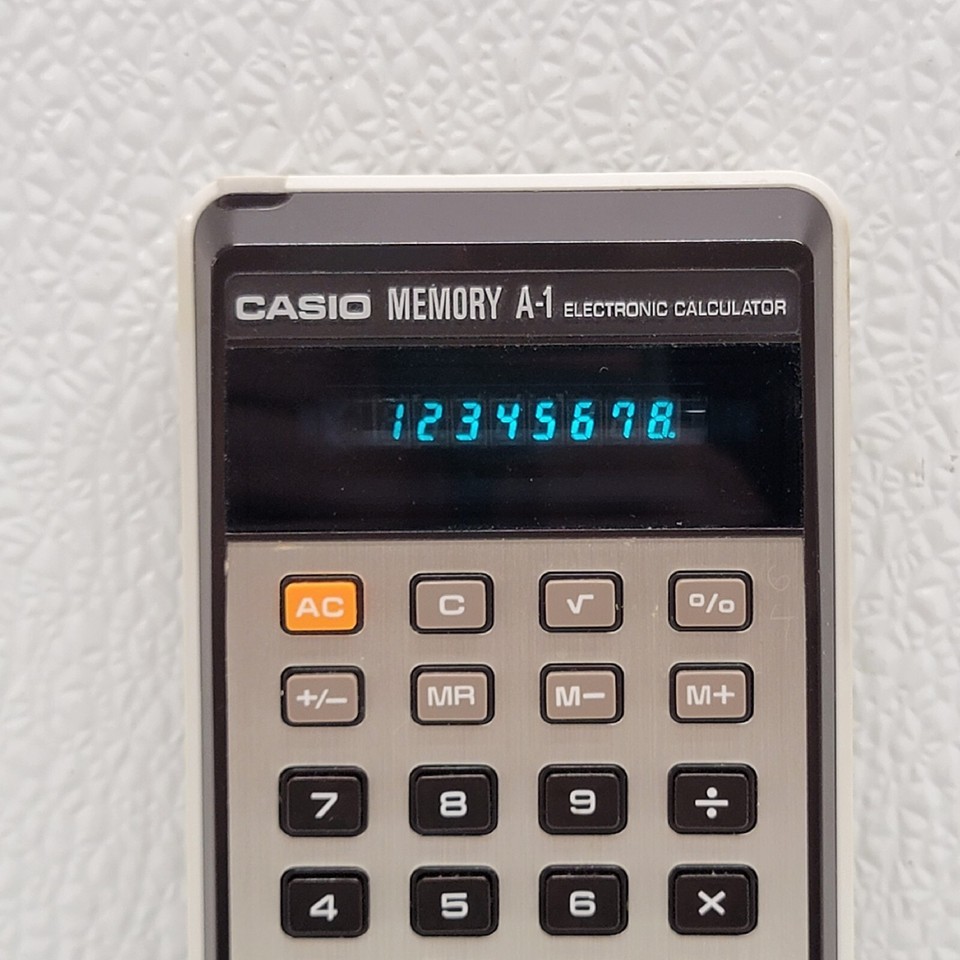 CASIO MEMORY A-1 ELECTRONIC CALCULATOR
12345678.
AC C √ %
+/− MR M− M+
7 8 9 ÷
4 5 6 ×